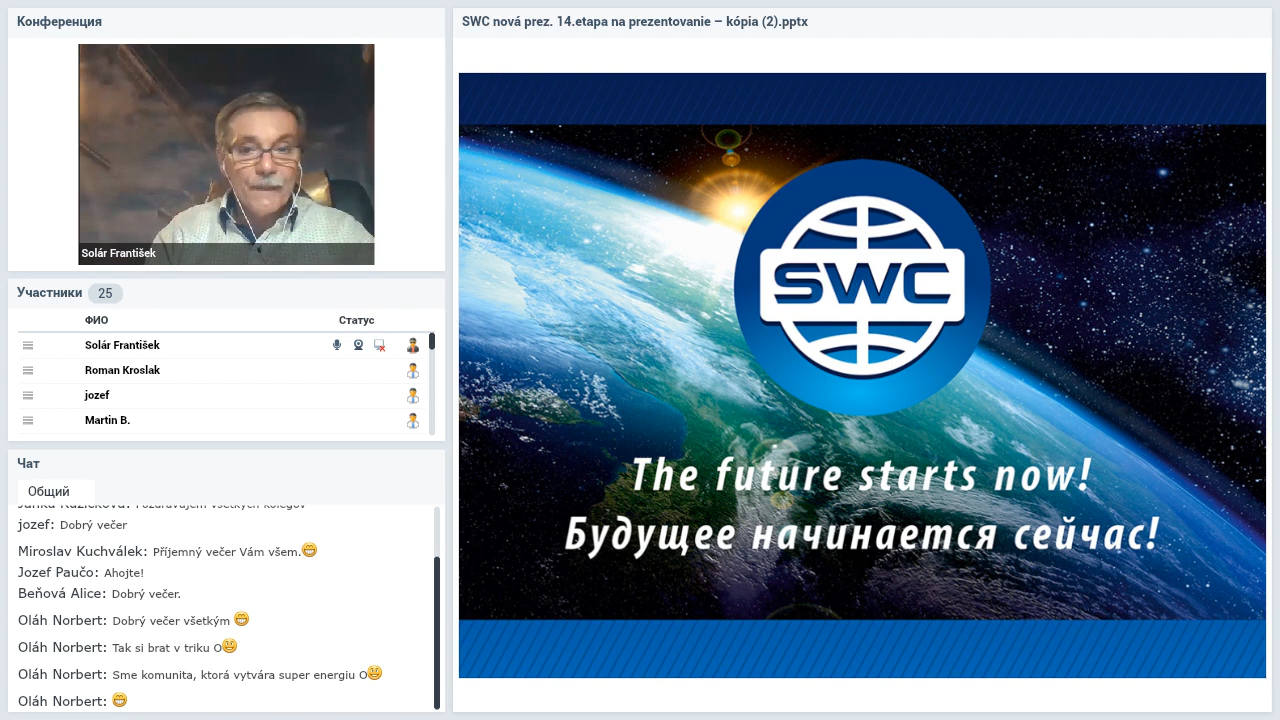 Конференция
Solár František
Участники 25
ФИО Статус
Solár František
Roman Kroslak
jozef
Martin B.
Чат
Общий
jozef: Dobrý večer
Miroslav Kuchválek: Příjemný večer Vám všem.
Jozef Paučo: Ahojte!
Beňová Alice: Dobrý večer.
Oláh Norbert: Dobrý večer všetkým
Oláh Norbert: Tak si brat v triku O
Oláh Norbert: Sme komunita, ktorá vytvára super energiu O
Oláh Norbert:
SWC nová prez. 14.etapa na prezentovanie – kópia (2).pptx
SWC
The future starts now!
Будущее начинается сейчас!